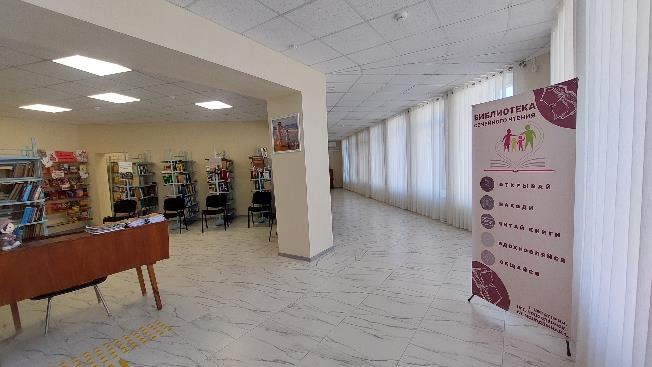 БИБЛИОТЕКА
СЕМЕЙНОГО ЧТЕНИЯ
ОТКРЫВАЙ
НАХОДИ
ЧИТАЙ КНИГИ
ВДОХНОВЛЯЙСЯ
ОБЩАЙСЯ